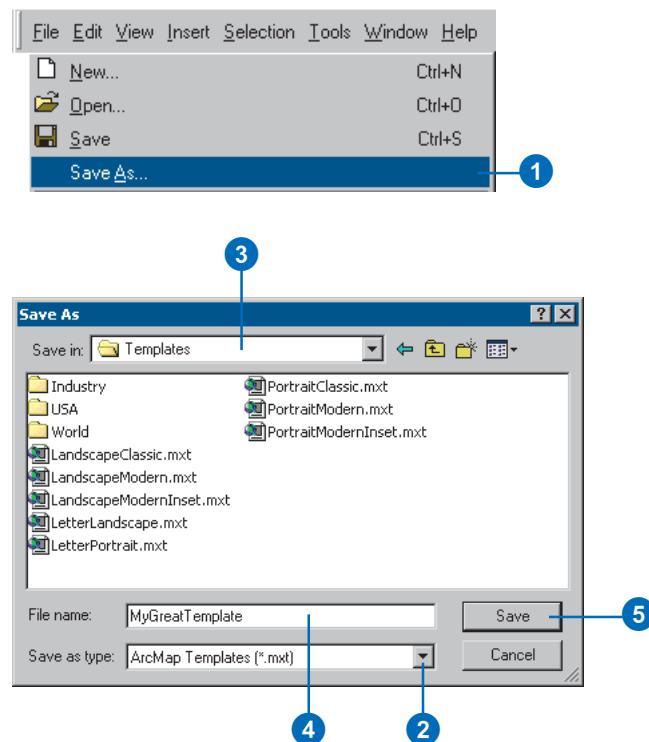 File Edit View Insert Selection Tools Window Help
New... Ctrl+N
Open... Ctrl+O
Save Ctrl+S
Save As...
1
3
Save As
Save in: Templates
Industry PortraitClassic.mxt
USA PortraitModern.mxt
World PortraitModernInset.mxt
LandscapeClassic.mxt
LandscapeModern.mxt
LandscapeModernInset.mxt
LetterLandscape.mxt
LetterPortrait.mxt
File name: MyGreatTemplate Save 5
Save as type: ArcMap Templates (*.mxt) Cancel
4 2